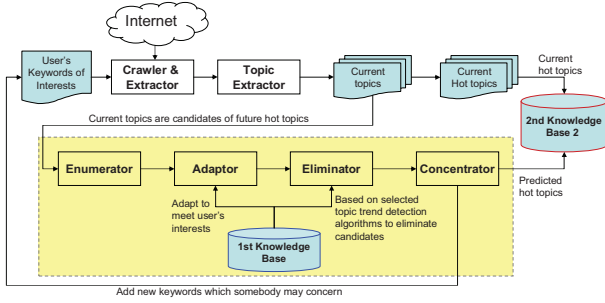 Internet
User's
Keywords of
Interests
Crawler &
Extractor
Topic
Extractor
Current
topics
Current
Hot topics
Current
hot topics
2nd Knowledge
Base 2
Current topics are candidates of future hot topics
Enumerator
Adaptor
Eliminator
Concentrator
Predicted
hot topics
Adapt to
meet user's
interests
Based on selected
topic trend detection
algorithms to eliminate
candidates
1st Knowledge
Base
Add new keywords which somebody may concern